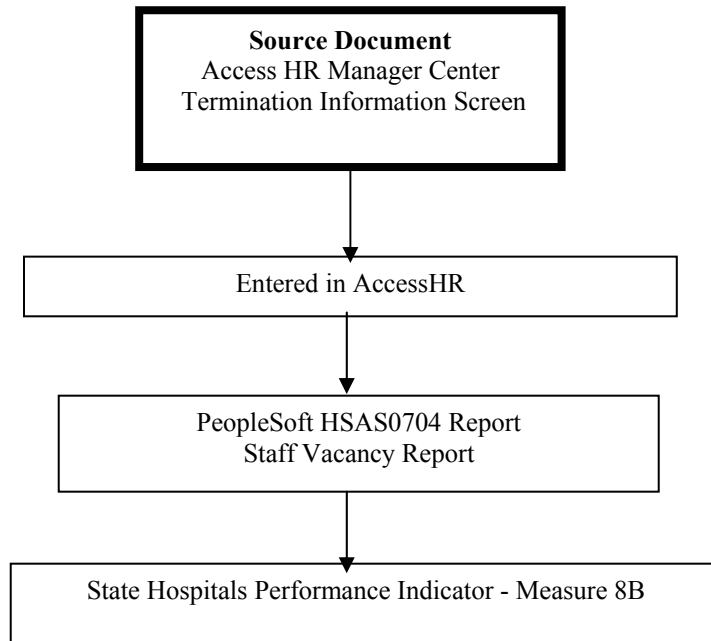 Source Document
Access HR Manager Center
Termination Information Screen
Entered in AccessHR
PeopleSoft HSAS0704 Report
Staff Vacancy Report
State Hospitals Performance Indicator - Measure 8B